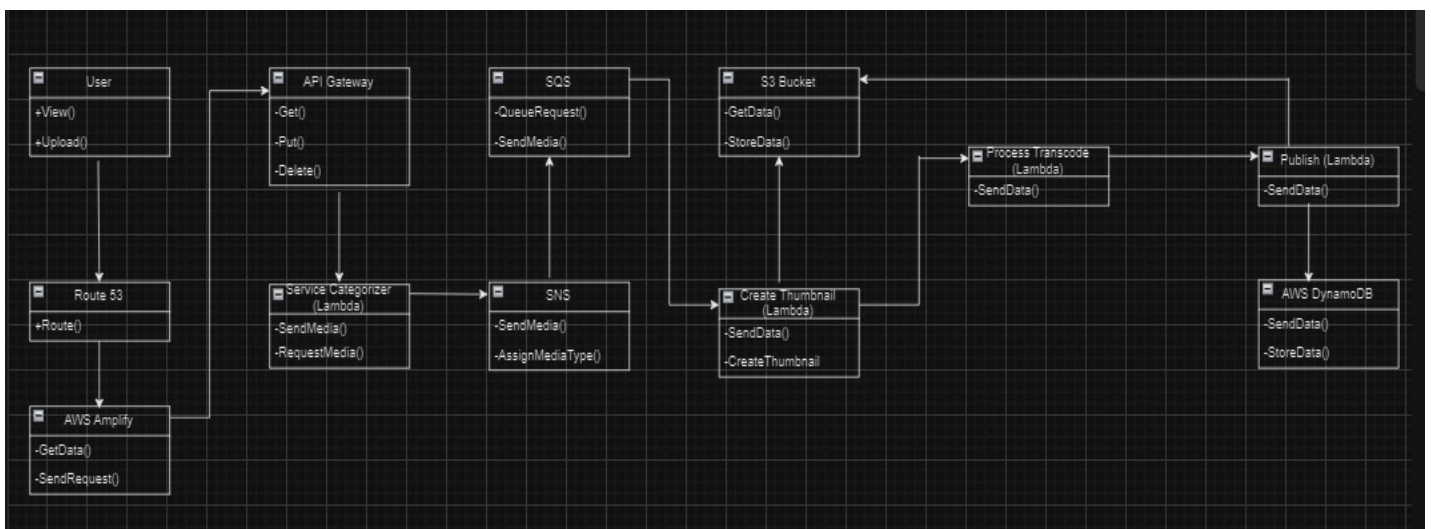 User
+View()
+Upload()
API Gateway
-Get()
-Put()
-Delete()
SQS
-QueueRequest()
-SendMedia()
S3 Bucket
-GetData()
-StoreData()
Process Transcode
(Lambda)
-SendData()
Publish (Lambda)
-SendData()
Route 53
+Route()
Service Categorizer
(Lambda)
-SendMedia()
-RequestMedia()
SNS
-SendMedia()
-AssignMediaType()
Create Thumbnail
(Lambda)
-SendData()
-CreateThumbnail
AWS DynamoDB
-SendData()
-StoreData()
AWS Amplify
-GetData()
-SendRequest()